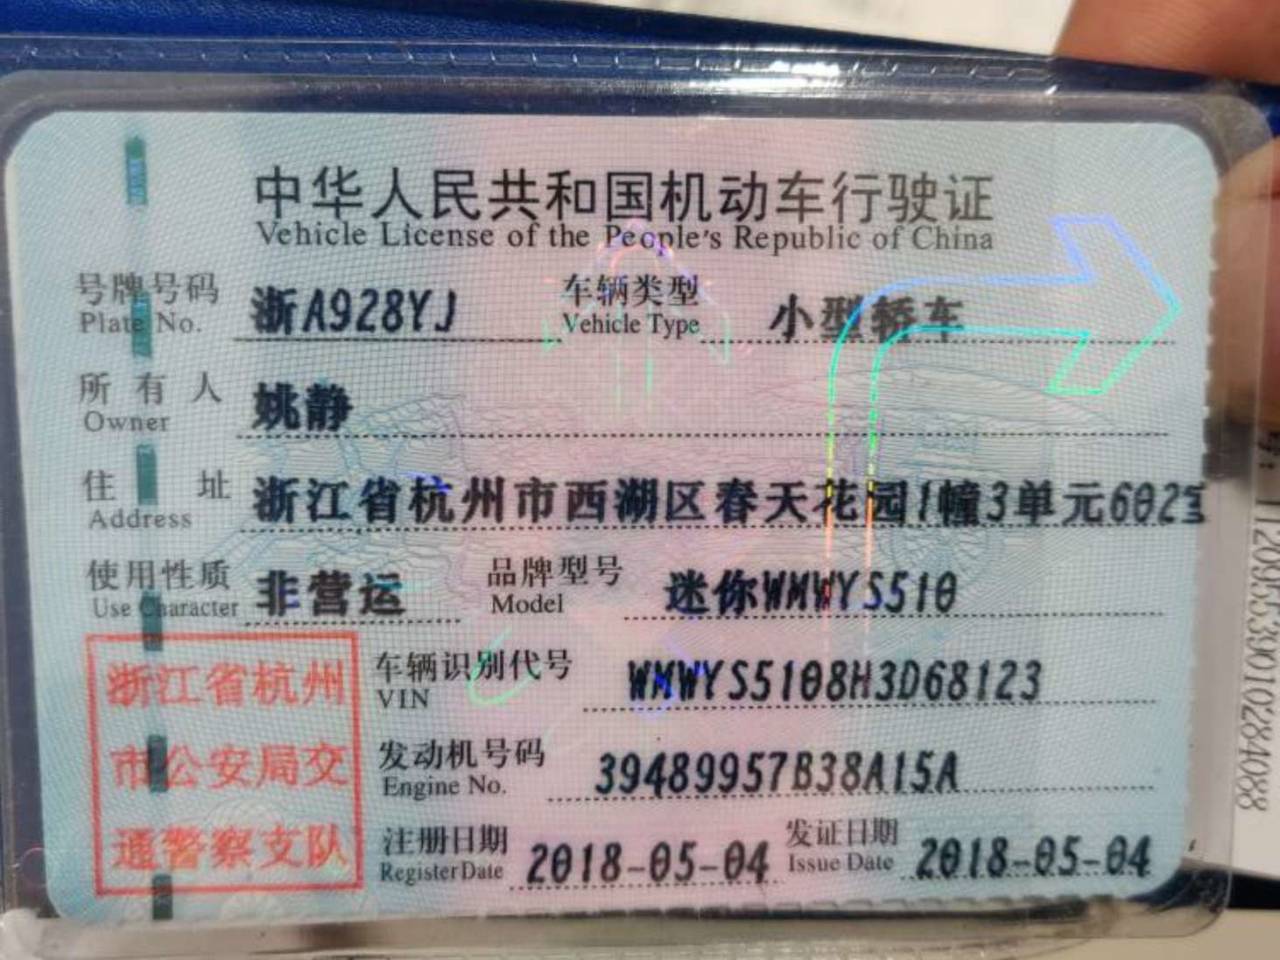 中华人民共和国机动车行驶证
Vehicle License of the People's Republic of China
号牌号码 浙A928YJ 车辆类型 小型轿车
Plate No. Vehicle Type
所有人 姚静
Owner
住址 浙江省杭州市西湖区春天花园1幢3单元602室
Address
使用性质 非营运 品牌型号 迷你WMWYS510
Use Character Model
浙江省杭州
市公安局交
通警察支队
车辆识别代号 WMWYS5108H3D68123
VIN
发动机号码 39489957B38A15A
Engine No.
注册日期 2018-05-04 发证日期 2018-05-04
Register Date Issue Date